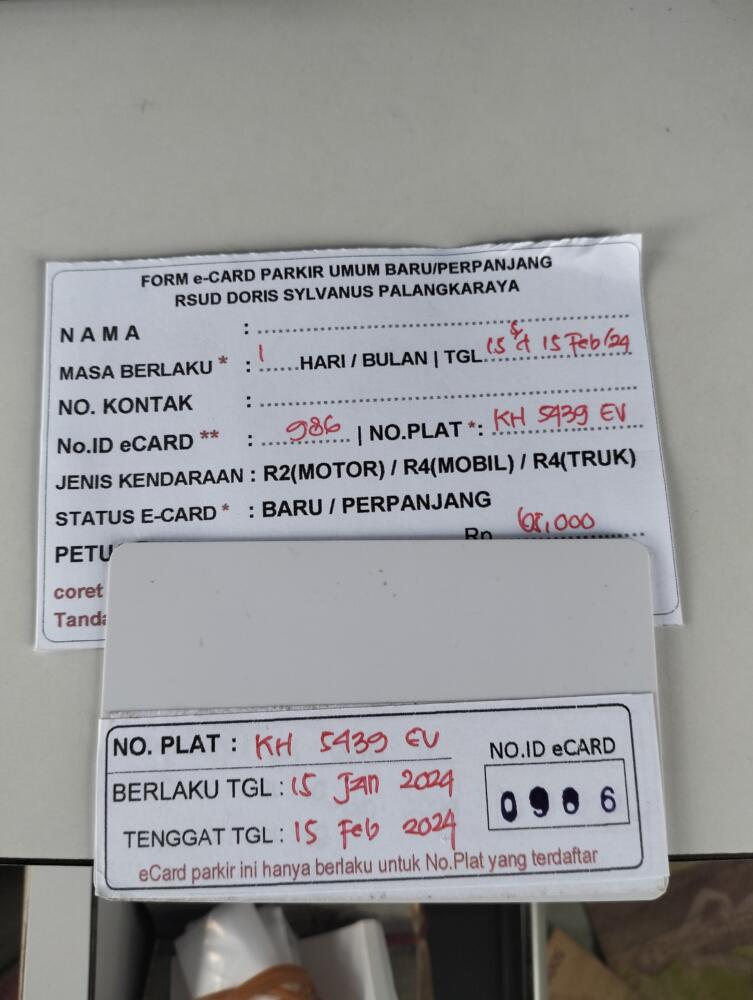 FORM e-CARD PARKIR UMUM BARU/PERPANJANG
RSUD DORIS SYLVANUS PALANGKARAYA
NAMA :
MASA BERLAKU * : 1 HARI / BULAN | TGL 15 s/d 15 Feb/24
NO. KONTAK :
No.ID eCARD ** : 986 | NO.PLAT *: KH 5439 EV
JENIS KENDARAAN : R2(MOTOR) / R4(MOBIL) / R4(TRUK)
STATUS E-CARD * : BARU / PERPANJANG
Rp
coret
NO. PLAT : KH 5439 EV
NO.ID eCARD
BERLAKU TGL : 15 Jan 2024
0986
TENGGAT TGL : 15 Feb 2024
eCard parkir ini hanya berlaku untuk No.Plat yang terdaftar